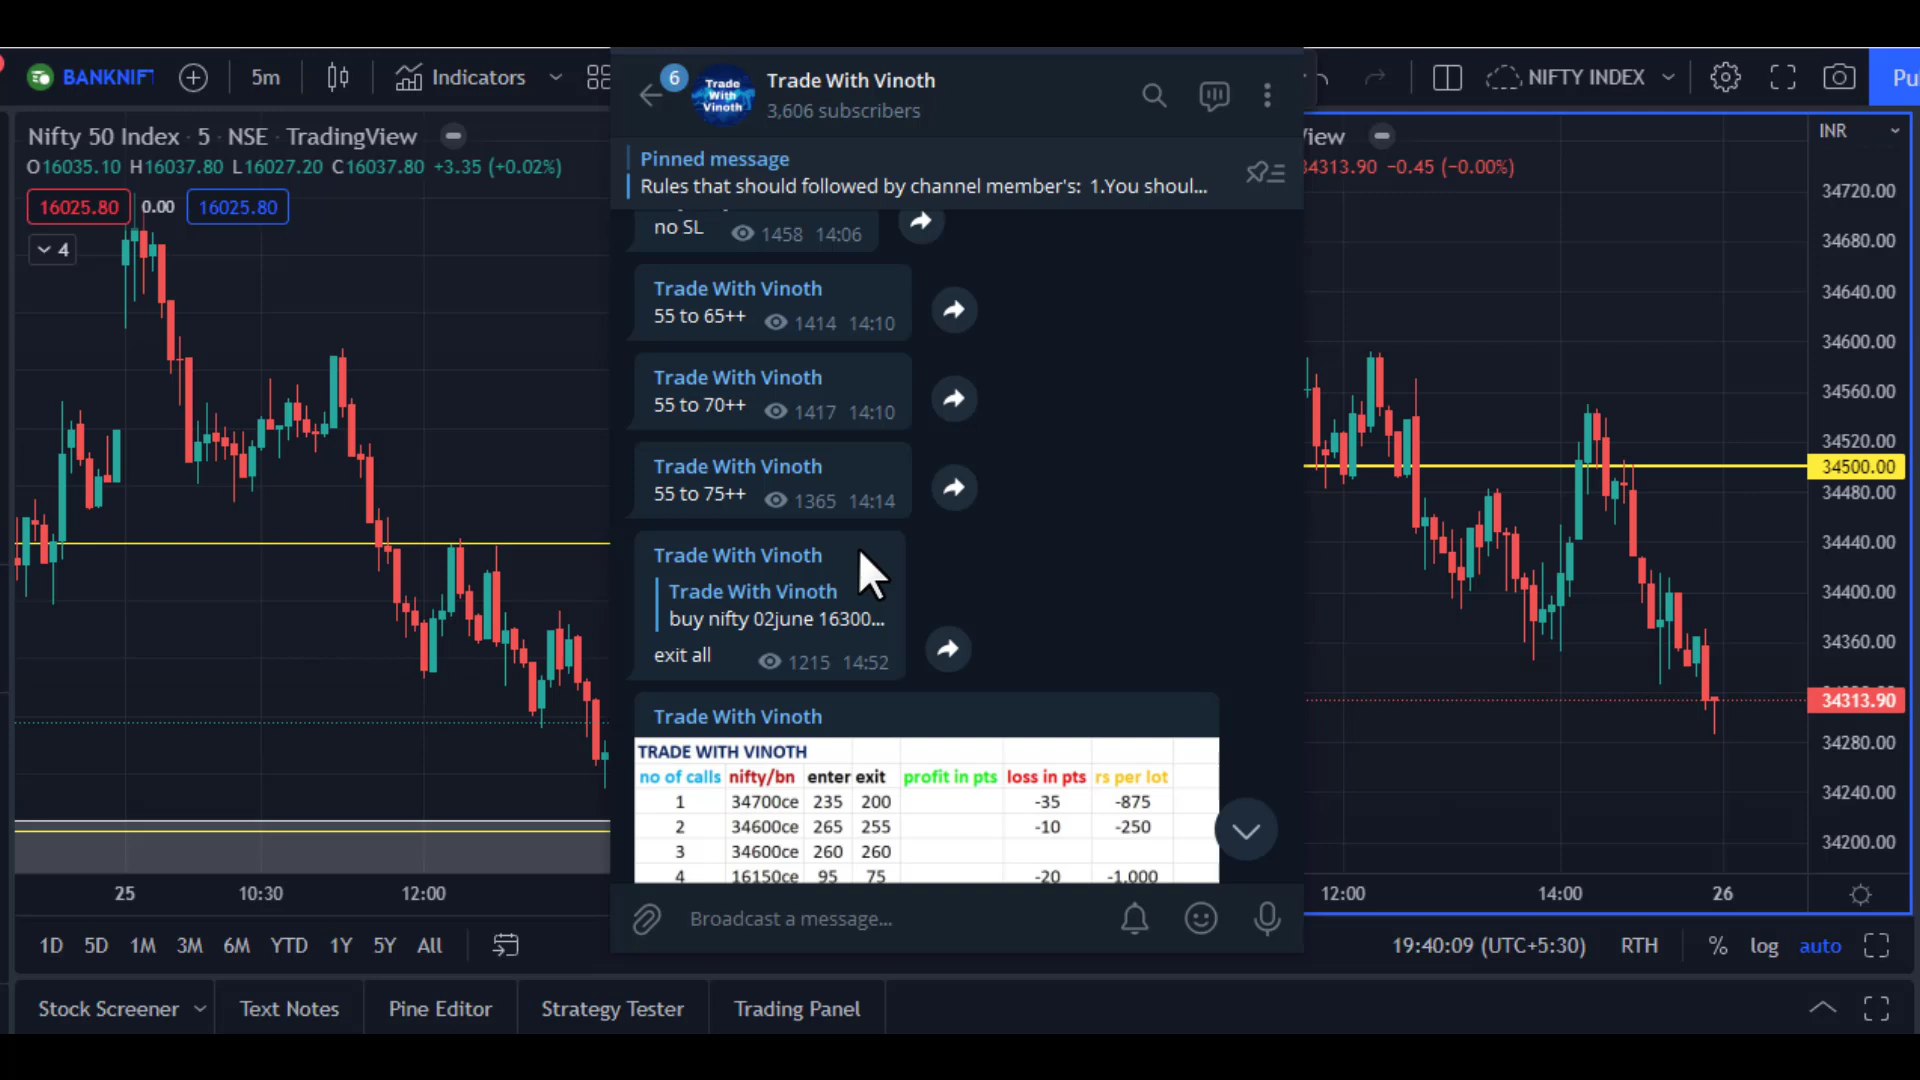 BANKNIFT
5m
Indicators
Nifty 50 Index · 5 · NSE · TradingView
O16035.10 H16037.80 L16027.20 C16037.80 +3.35 (+0.02%)
16025.80 0.00 16025.80
4
25 10:30 12:00
6
Trade With Vinoth
Trade With Vinoth
3,606 subscribers
Pinned message
Rules that should followed by channel member's: 1.You shoul...
no SL 1458 14:06
Trade With Vinoth
55 to 65++ 1414 14:10
Trade With Vinoth
55 to 70++ 1417 14:10
Trade With Vinoth
55 to 75++ 1365 14:14
Trade With Vinoth
Trade With Vinoth
buy nifty 02june 16300...
exit all 1215 14:52
Trade With Vinoth
TRADE WITH VINOTH
no of calls nifty/bn enter exit profit in pts loss in pts rs per lot
1 34700ce 235 200 -35 -875
2 34600ce 265 255 -10 -250
3 34600ce 260 260
4 16150ce 95 75 -20 -1,000
Broadcast a message...
NIFTY INDEX
Pu
View
34313.90 -0.45 (-0.00%)
INR
34720.00
34680.00
34640.00
34600.00
34560.00
34520.00
34500.00
34480.00
34440.00
34400.00
34360.00
34313.90
34280.00
34240.00
34200.00
12:00 14:00 26
1D 5D 1M 3M 6M YTD 1Y 5Y All
19:40:09 (UTC+5:30) RTH % log auto
Stock Screener Text Notes Pine Editor Strategy Tester Trading Panel